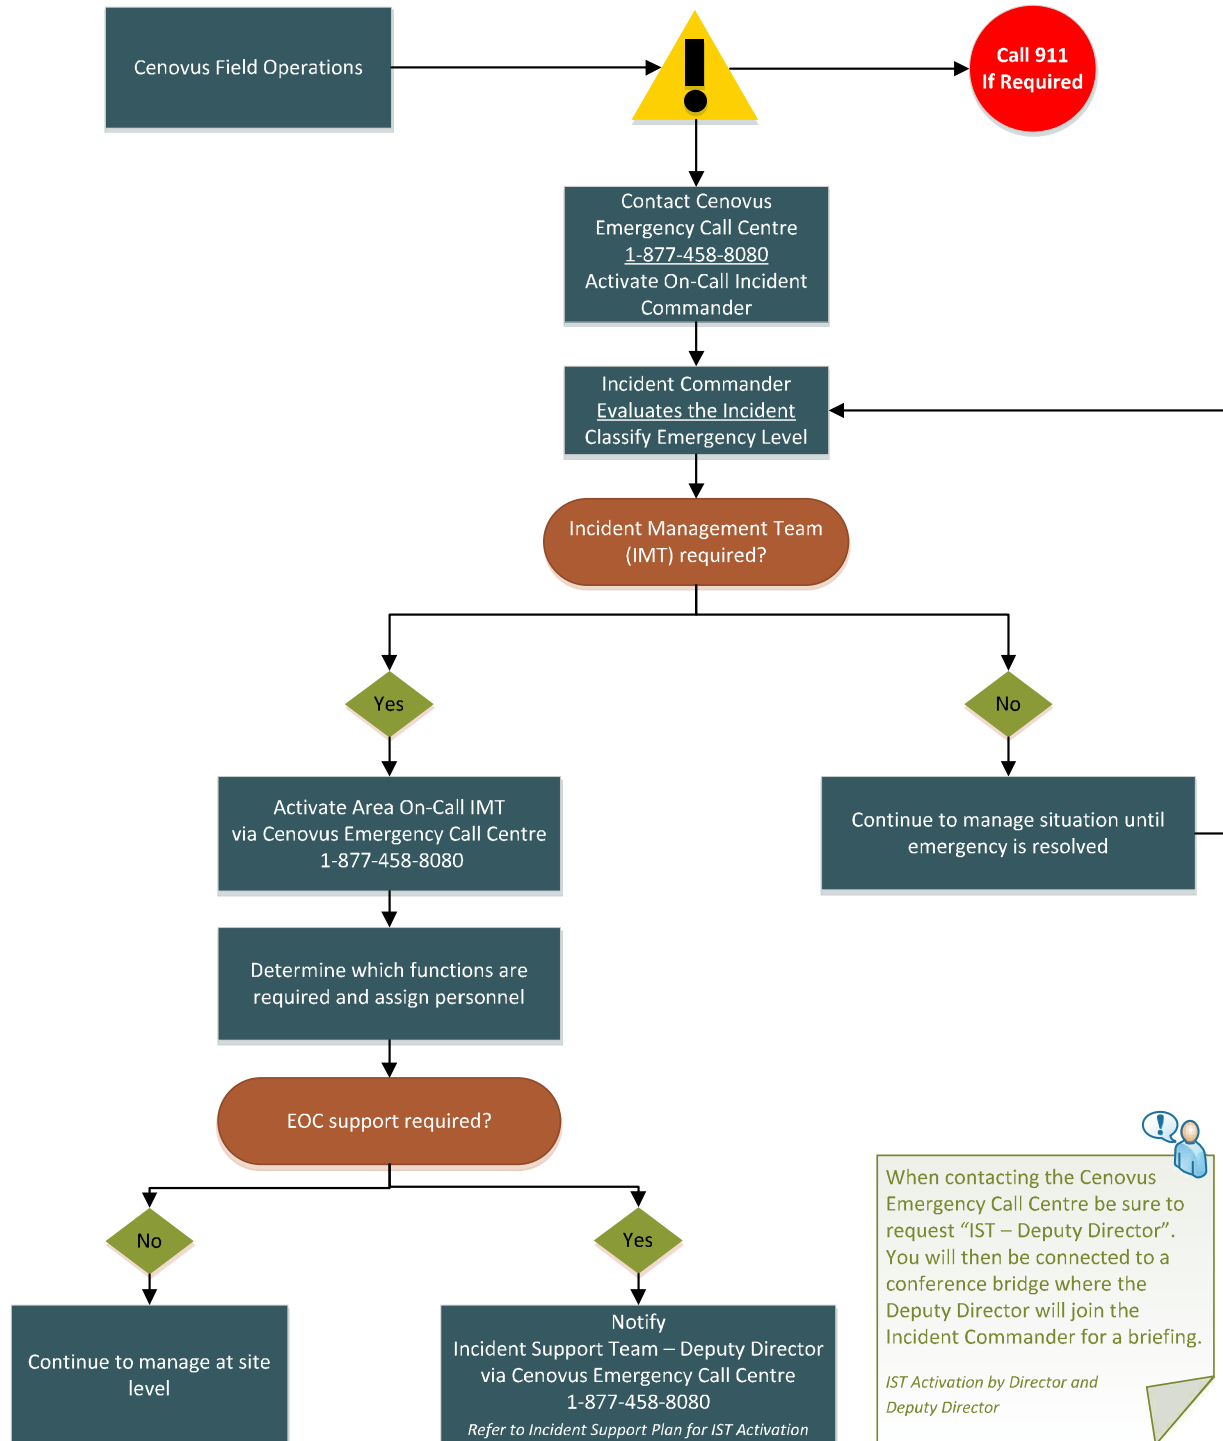 Cenovus Field Operations
Call 911
If Required
Contact Cenovus
Emergency Call Centre
1-877-458-8080
Activate On-Call Incident
Commander
Incident Commander
Evaluates the Incident
Classify Emergency Level
Incident Management Team
(IMT) required?
Yes
No
Activate Area On-Call IMT
via Cenovus Emergency Call Centre
1-877-458-8080
Continue to manage situation until
emergency is resolved
Determine which functions are
required and assign personnel
EOC support required?
No
Yes
Continue to manage at site
level
Notify
Incident Support Team – Deputy Director
via Cenovus Emergency Call Centre
1-877-458-8080
Refer to Incident Support Plan for IST Activation
When contacting the Cenovus
Emergency Call Centre be sure to
request “IST – Deputy Director”.
You will then be connected to a
conference bridge where the
Deputy Director will join the
Incident Commander for a briefing.
IST Activation by Director and
Deputy Director